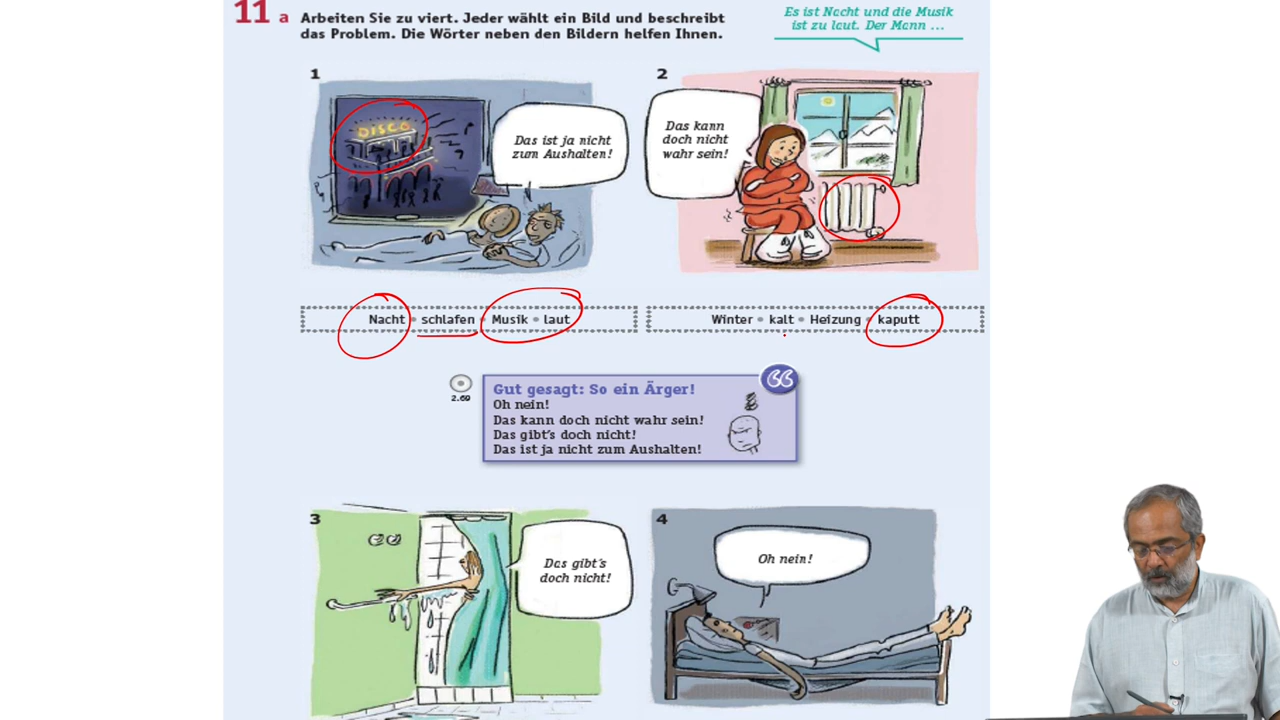 11 a Arbeiten Sie zu viert. Jeder wählt ein Bild und beschreibt
das Problem. Die Wörter neben den Bildern helfen Ihnen.
Es ist Nacht und die Musik
ist zu laut. Der Mann ...
1
DISCO
Das ist ja nicht
zum Aushalten!
2
Das kann
doch nicht
wahr sein!
Nacht • schlafen • Musik • laut
Winter • kalt • Heizung • kaputt
2.69
Gut gesagt: So ein Ärger!
Oh nein!
Das kann doch nicht wahr sein!
Das gibt's doch nicht!
Das ist ja nicht zum Aushalten!
3
Das gibt's
doch nicht!
4
Oh nein!